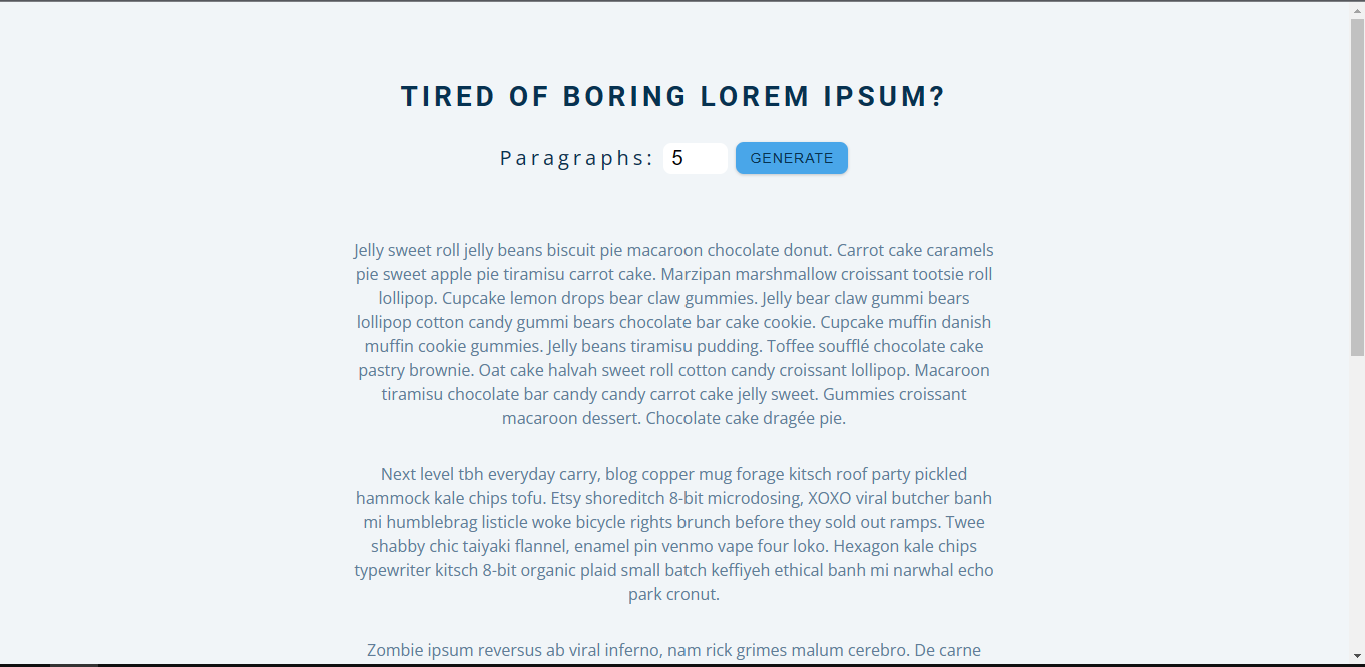 TIRED OF BORING LOREM IPSUM?
Paragraphs: 5 GENERATE
Jelly sweet roll jelly beans biscuit pie macaroon chocolate donut. Carrot cake caramels
pie sweet apple pie tiramisu carrot cake. Marzipan marshmallow croissant tootsie roll
lollipop. Cupcake lemon drops bear claw gummies. Jelly bear claw gummi bears
lollipop cotton candy gummi bears chocolate bar cake cookie. Cupcake muffin danish
muffin cookie gummies. Jelly beans tiramisu pudding. Toffee soufflé chocolate cake
pastry brownie. Oat cake halvah sweet roll cotton candy croissant lollipop. Macaroon
tiramisu chocolate bar candy candy carrot cake jelly sweet. Gummies croissant
macaroon dessert. Chocolate cake dragée pie.
Next level tbh everyday carry, blog copper mug forage kitsch roof party pickled
hammock kale chips tofu. Etsy shoreditch 8-bit microdosing, XOXO viral butcher banh
mi humblebrag listicle woke bicycle rights brunch before they sold out ramps. Twee
shabby chic taiyaki flannel, enamel pin venmo vape four loko. Hexagon kale chips
typewriter kitsch 8-bit organic plaid small batch keffiyeh ethical banh mi narwhal echo
park cronut.
Zombie ipsum reversus ab viral inferno, nam rick grimes malum cerebro. De carne